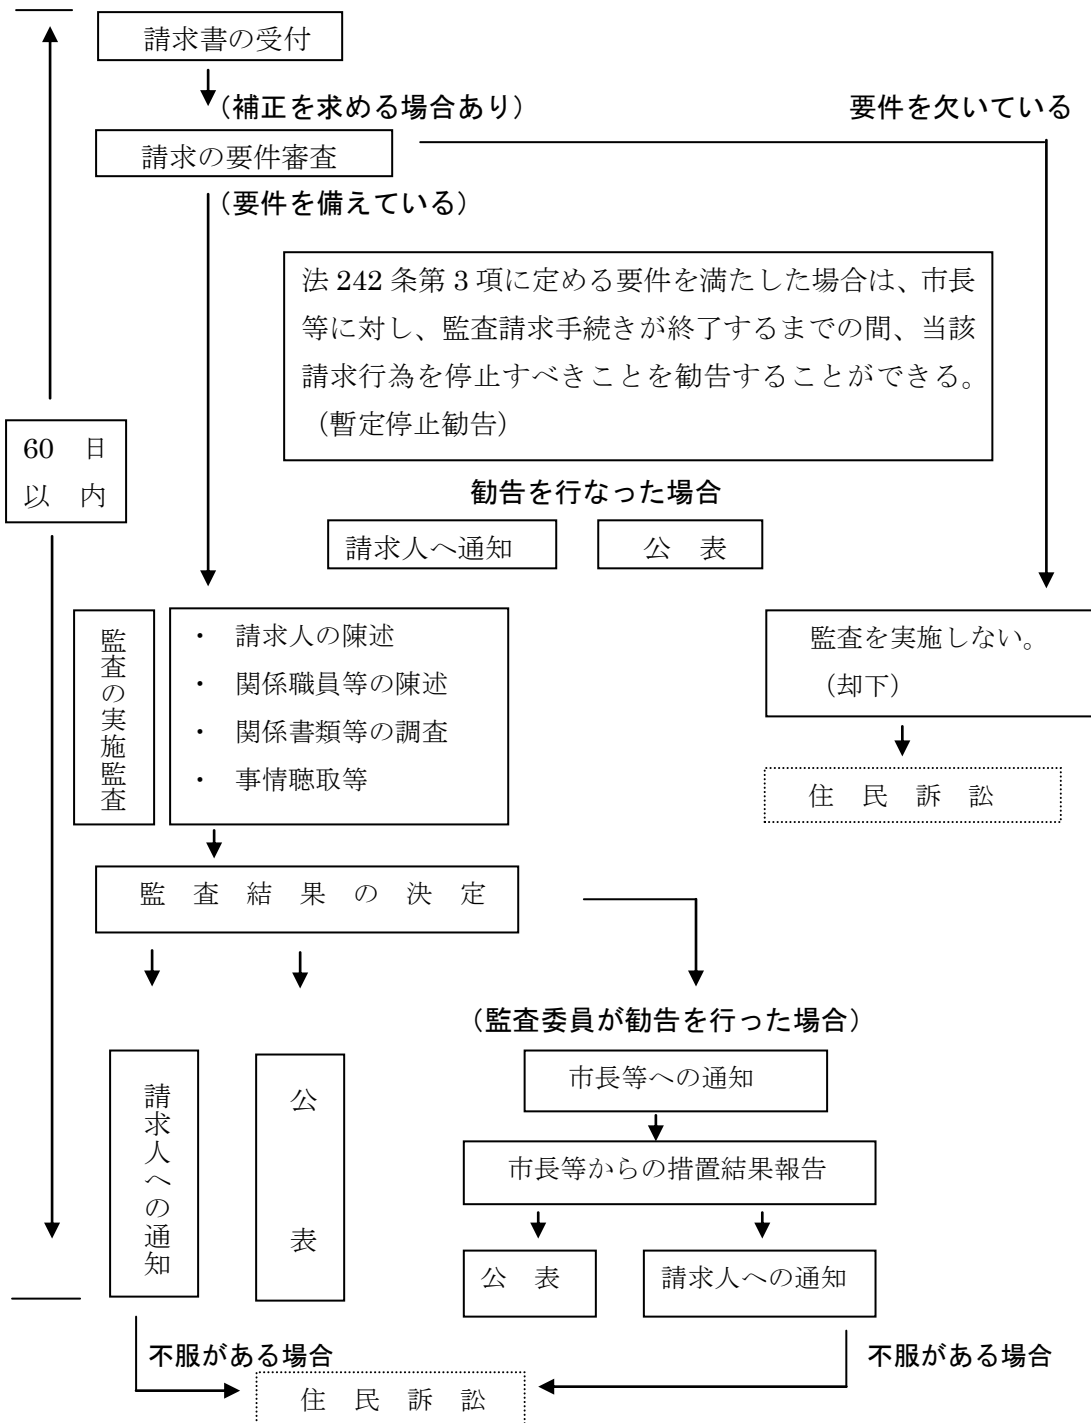 請求書の受付
（補正を求める場合あり）
要件を欠いている
請求の要件審査
（要件を備えている）
法 242 条第 3 項に定める要件を満たした場合は、市長
等に対し、監査請求手続きが終了するまでの間、当該
請求行為を停止すべきことを勧告することができる。
（暫定停止勧告）
60 日
以 内
勧告を行なった場合
請求人へ通知
公 表
監査の実施監査
・ 請求人の陳述
・ 関係職員等の陳述
・ 関係書類等の調査
・ 事情聴取等
監査を実施しない。
（却下）
住 民 訴 訟
監 査 結 果 の 決 定
（監査委員が勧告を行った場合）
請求人への通知
公 表
市長等への通知
市長等からの措置結果報告
公 表
請求人への通知
不服がある場合
不服がある場合
住 民 訴 訟